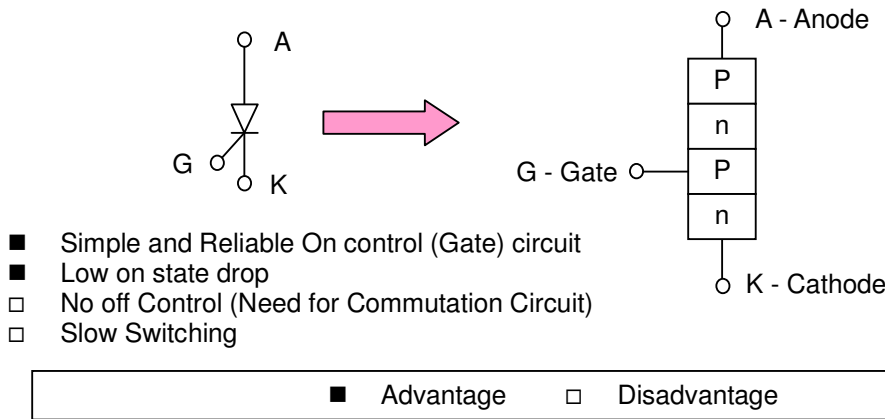 A
G
K
A - Anode
P
n
G - Gate
P
n
K - Cathode
■ Simple and Reliable On control (Gate) circuit
■ Low on state drop
□ No off Control (Need for Commutation Circuit)
□ Slow Switching
■ Advantage □ Disadvantage